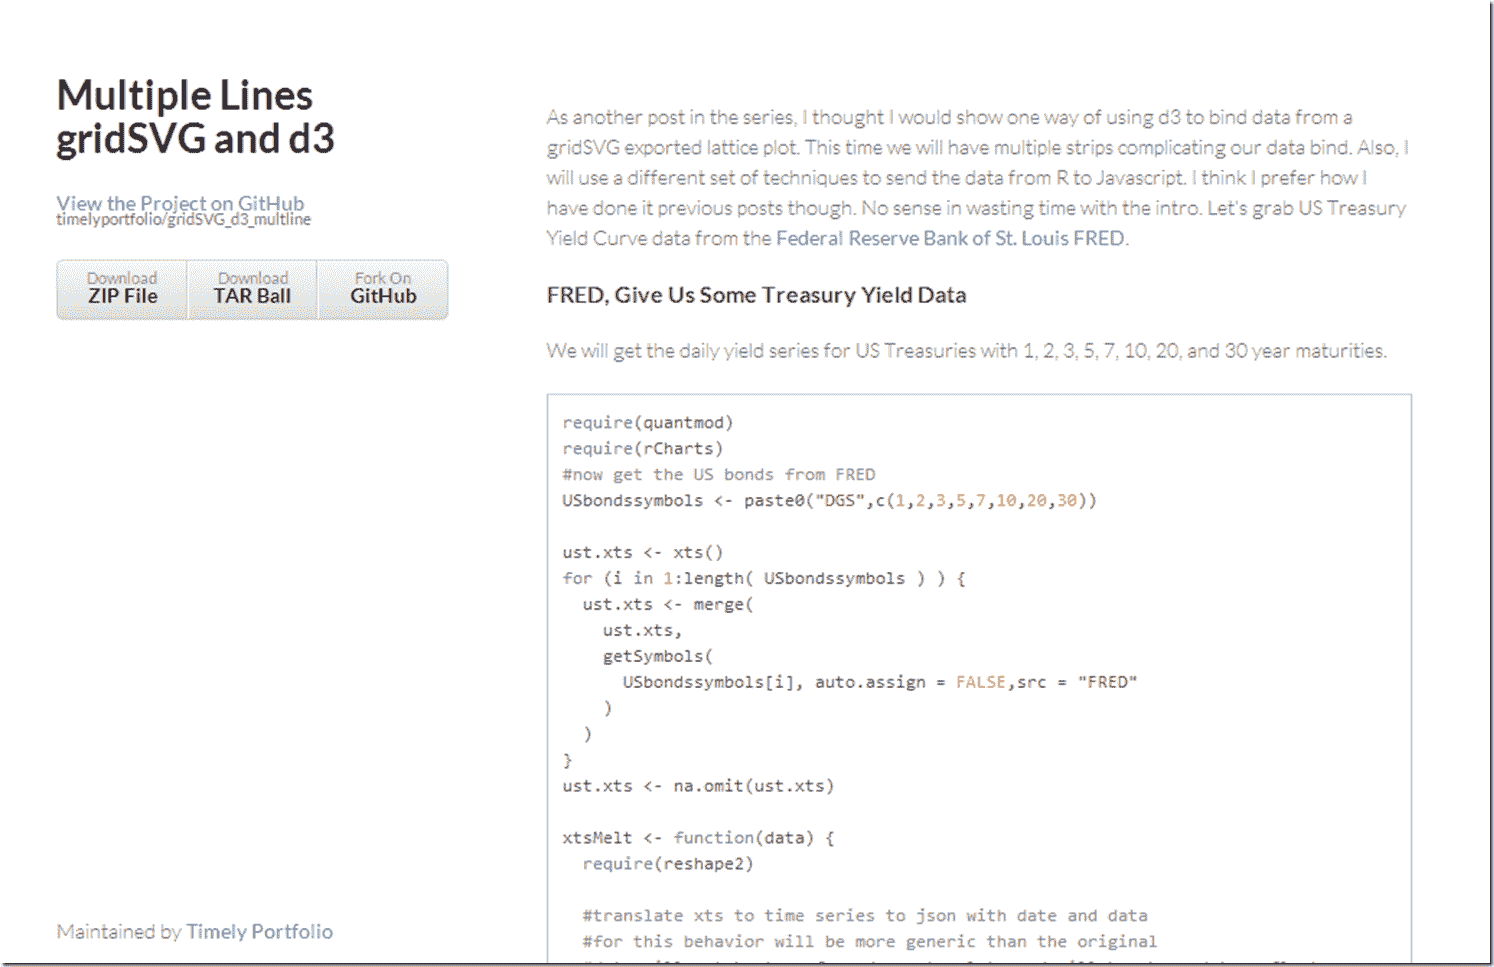 Multiple Lines
gridSVG and d3
View the Project on GitHub
timelyportfolio/gridSVG_d3_multline
Download
ZIP File
Download
TAR Ball
Fork On
GitHub
As another post in the series, I thought I would show one way of using d3 to bind data from a
gridSVG exported lattice plot. This time we will have multiple strips complicating our data bind. Also, I
will use a different set of techniques to send the data from R to Javascript. I think I prefer how I
have done it previous posts though. No sense in wasting time with the intro. Let's grab US Treasury
Yield Curve data from the Federal Reserve Bank of St. Louis FRED.
FRED, Give Us Some Treasury Yield Data
We will get the daily yield series for US Treasuries with 1, 2, 3, 5, 7, 10, 20, and 30 year maturities.
require(quantmod)
require(rCharts)
#now get the US bonds from FRED
USbondssymbols <- paste0("DGS",c(1,2,3,5,7,10,20,30))
ust.xts <- xts()
for (i in 1:length( USbondssymbols ) ) {
ust.xts <- merge(
ust.xts,
getSymbols(
USbondssymbols[i], auto.assign = FALSE,src = "FRED"
)
)
}
ust.xts <- na.omit(ust.xts)
xtsMelt <- function(data) {
require(reshape2)
#translate xts to time series to json with date and data
#for this behavior will be more generic than the original
Maintained by Timely Portfolio